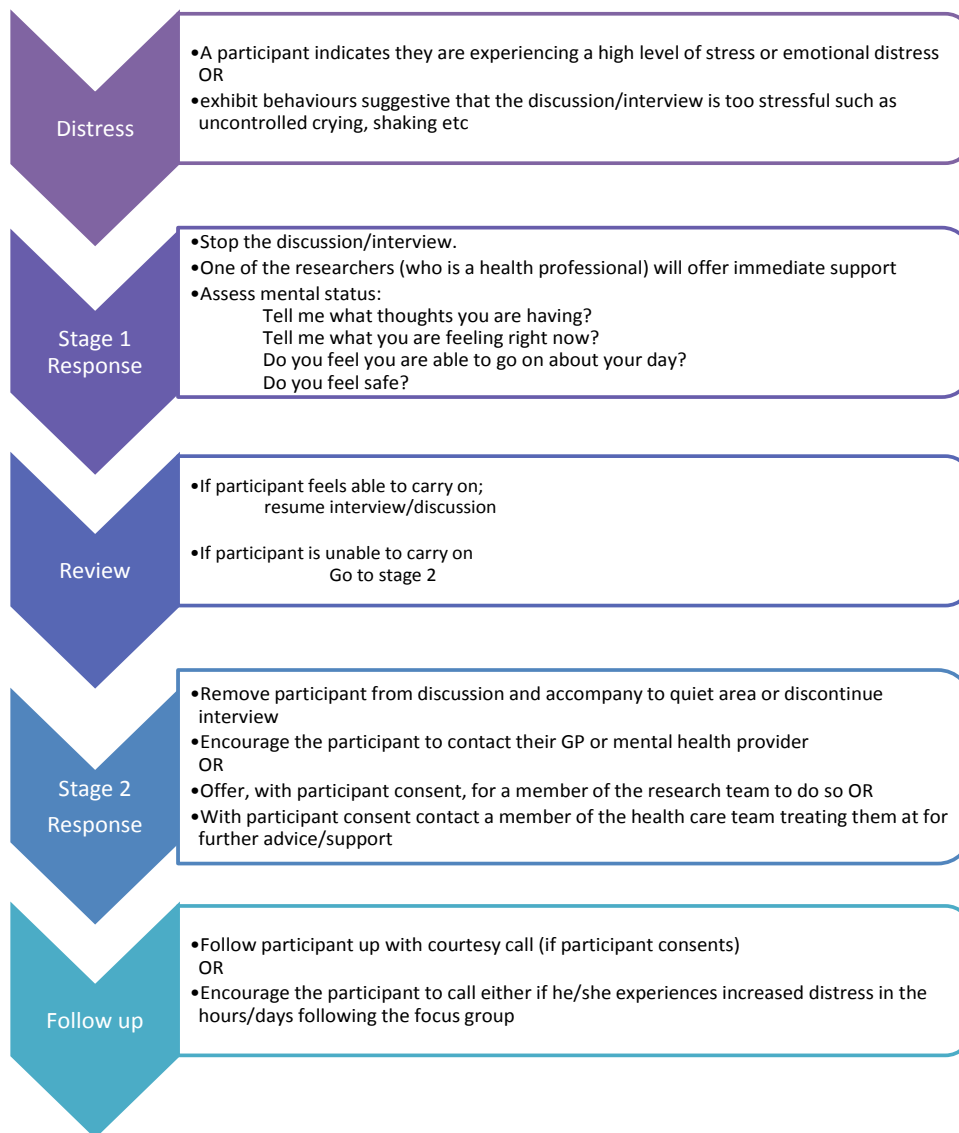 Distress
•A participant indicates they are experiencing a high level of stress or emotional distress
OR
•exhibit behaviours suggestive that the discussion/interview is too stressful such as
uncontrolled crying, shaking etc
Stage 1
Response
•Stop the discussion/interview.
•One of the researchers (who is a health professional) will offer immediate support
•Assess mental status:
Tell me what thoughts you are having?
Tell me what you are feeling right now?
Do you feel you are able to go on about your day?
Do you feel safe?
Review
•If participant feels able to carry on;
resume interview/discussion
•If participant is unable to carry on
Go to stage 2
Stage 2
Response
•Remove participant from discussion and accompany to quiet area or discontinue
interview
•Encourage the participant to contact their GP or mental health provider
OR
•Offer, with participant consent, for a member of the research team to do so OR
•With participant consent contact a member of the health care team treating them at for
further advice/support
Follow up
•Follow participant up with courtesy call (if participant consents)
OR
•Encourage the participant to call either if he/she experiences increased distress in the
hours/days following the focus group